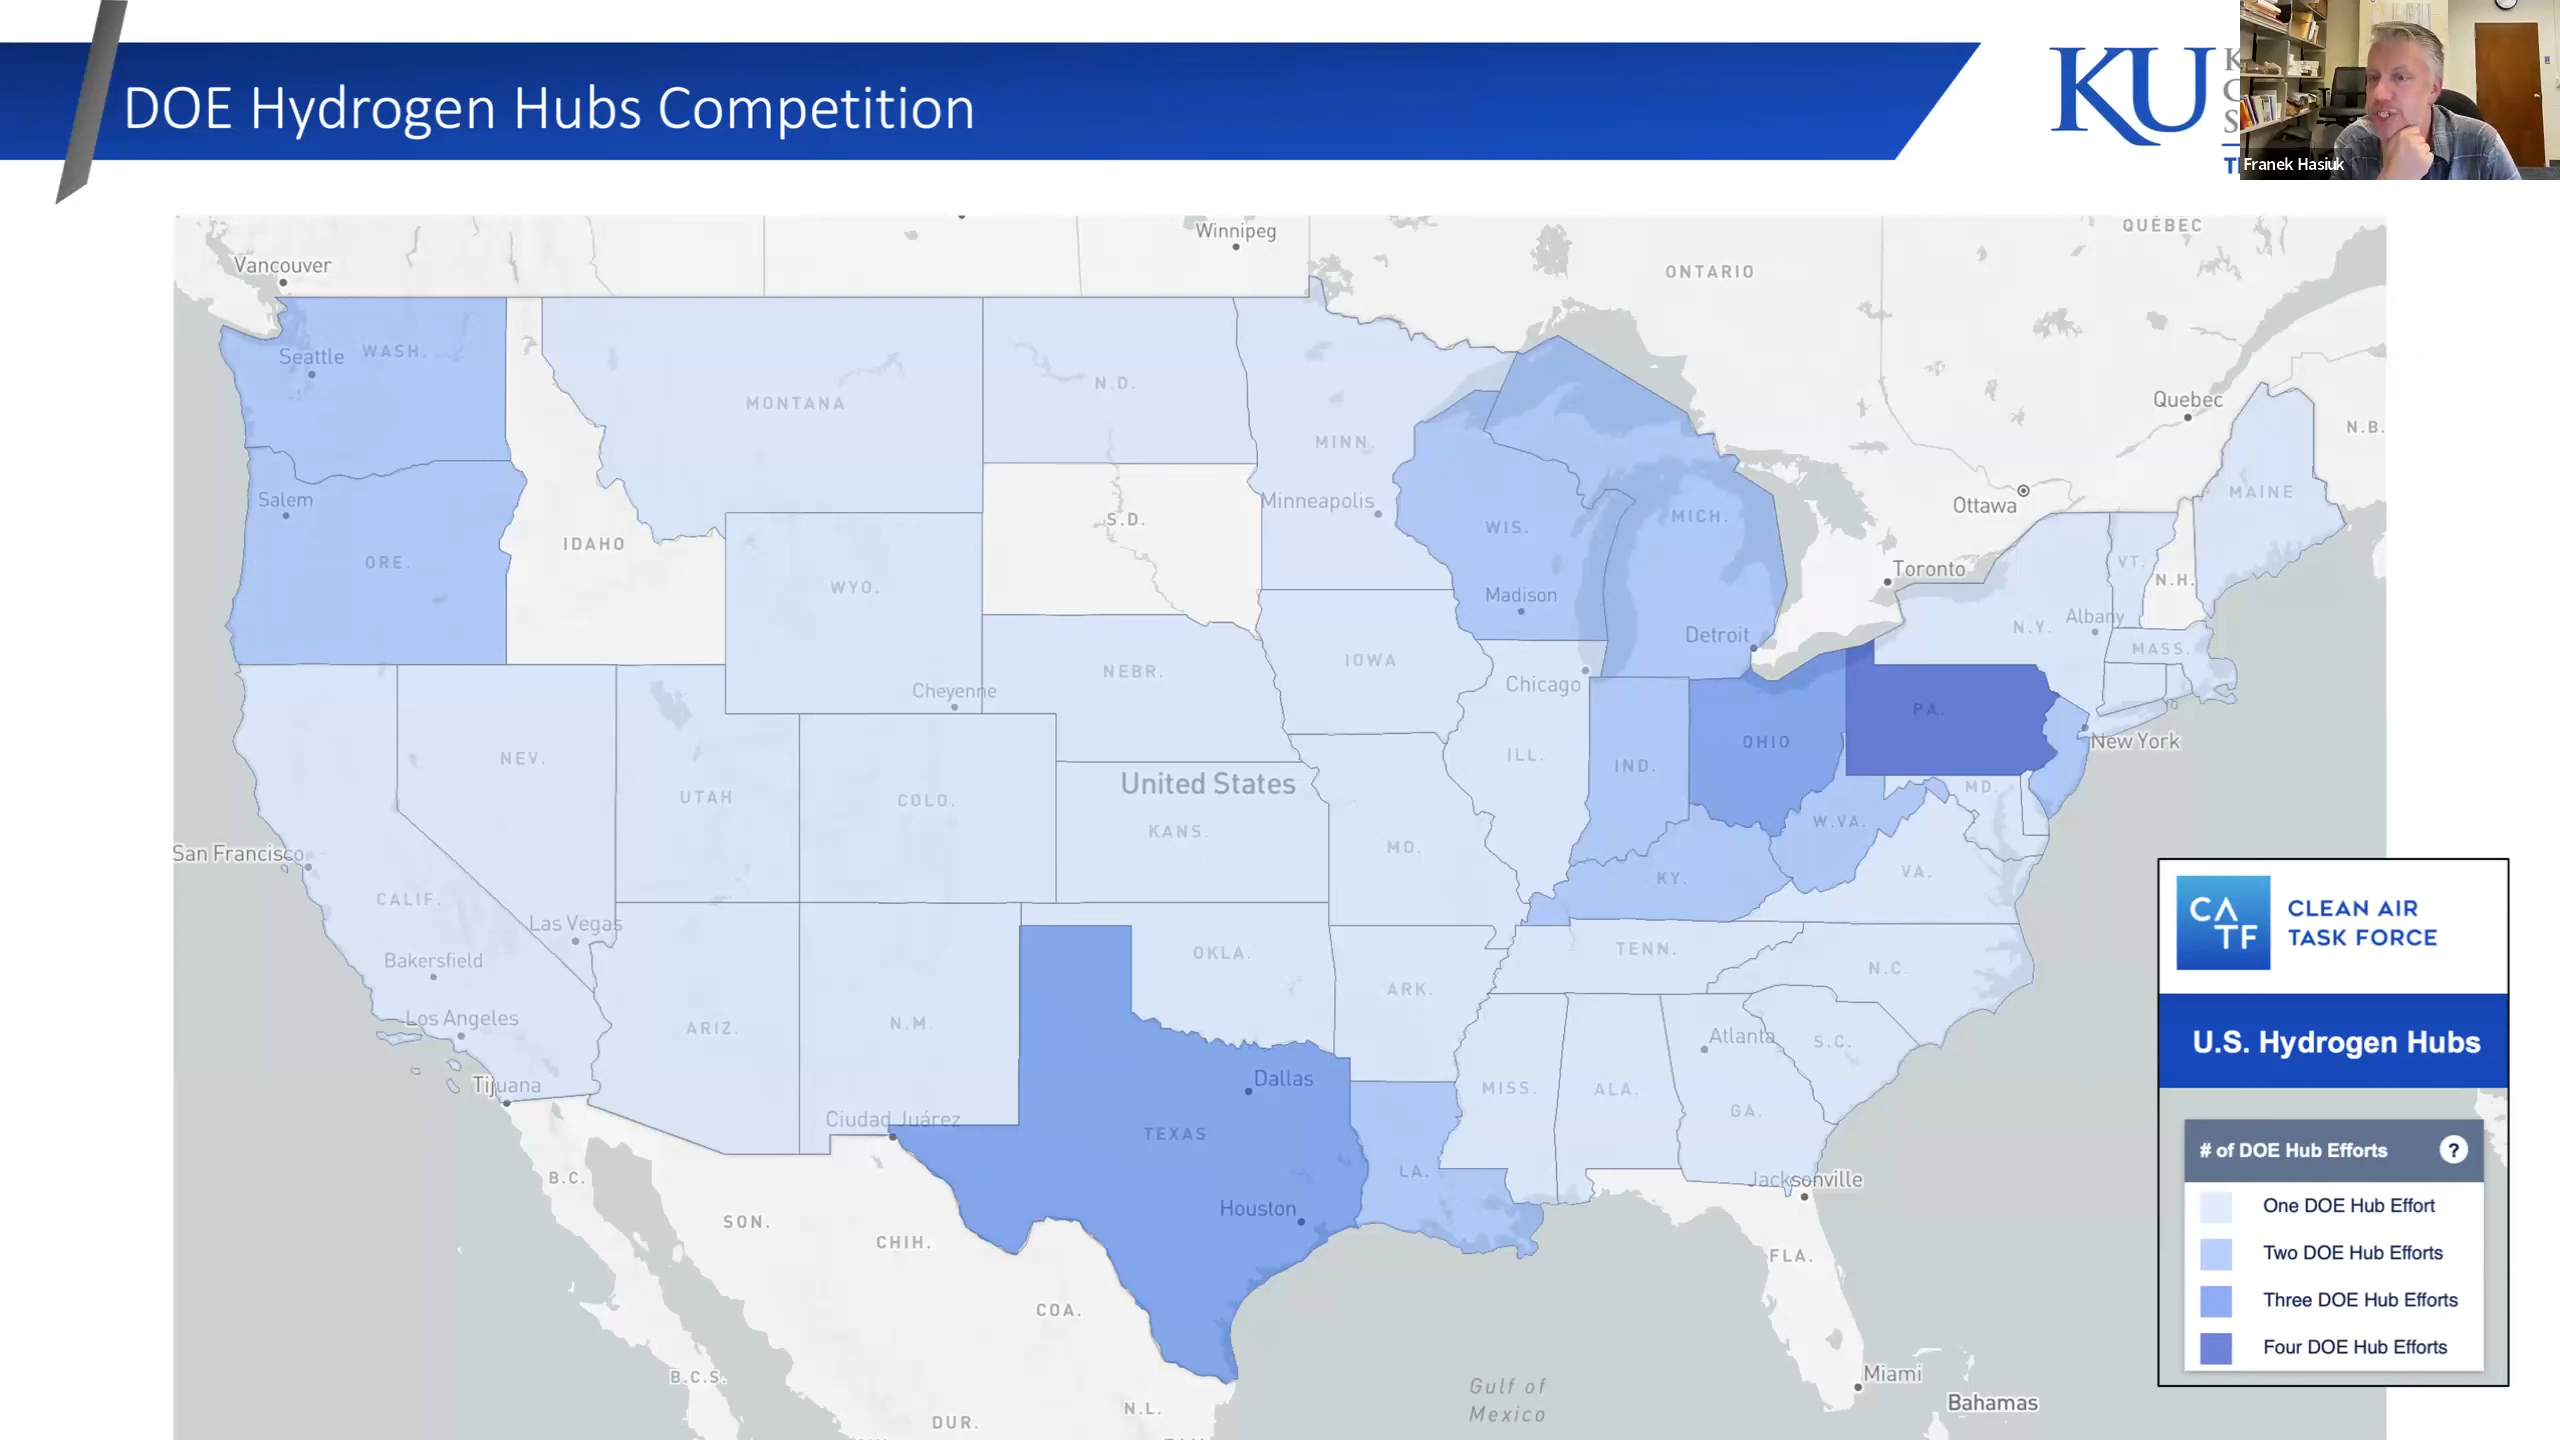 DOE Hydrogen Hubs Competition
KU
Franek Hasiuk
Winnipeg
QUÉBEC
Vancouver
ONTARIO
Seattle
WASH.
N.D.
MONTANA
Quebec
N.B.
MINN.
MAINE
Salem
Minneapolis
S.D.
WIS.
MICH.
Ottawa
IDAHO
ORE.
Toronto
VT.
N.H.
WYO.
Madison
Albany
N.Y.
Detroit
MASS.
IOWA
NEBR.
Chicago
Cheyenne
PA.
New York
OHIO
NEV.
ILL.
IND.
United States
MD.
UTAH
COLO.
KANS.
W.VA.
MO.
San Francisco
VA.
KY.
CALIF.
Las Vegas
TENN.
OKLA.
Bakersfield
N.C.
ARK.
Los Angeles
N.M.
ARIZ.
Atlanta
S.C.
Tijuana
Dallas
MISS.
ALA.
GA.
Ciudad Juárez
TEXAS
LA.
B.C.
Jacksonville
Houston
SON.
CHIH.
FLA.
COA.
B.C.S.
Miami
Gulf of
Mexico
Bahamas
N.L.
DUR.
CATF
CLEAN AIR
TASK FORCE
U.S. Hydrogen Hubs
# of DOE Hub Efforts ?
One DOE Hub Effort
Two DOE Hub Efforts
Three DOE Hub Efforts
Four DOE Hub Efforts